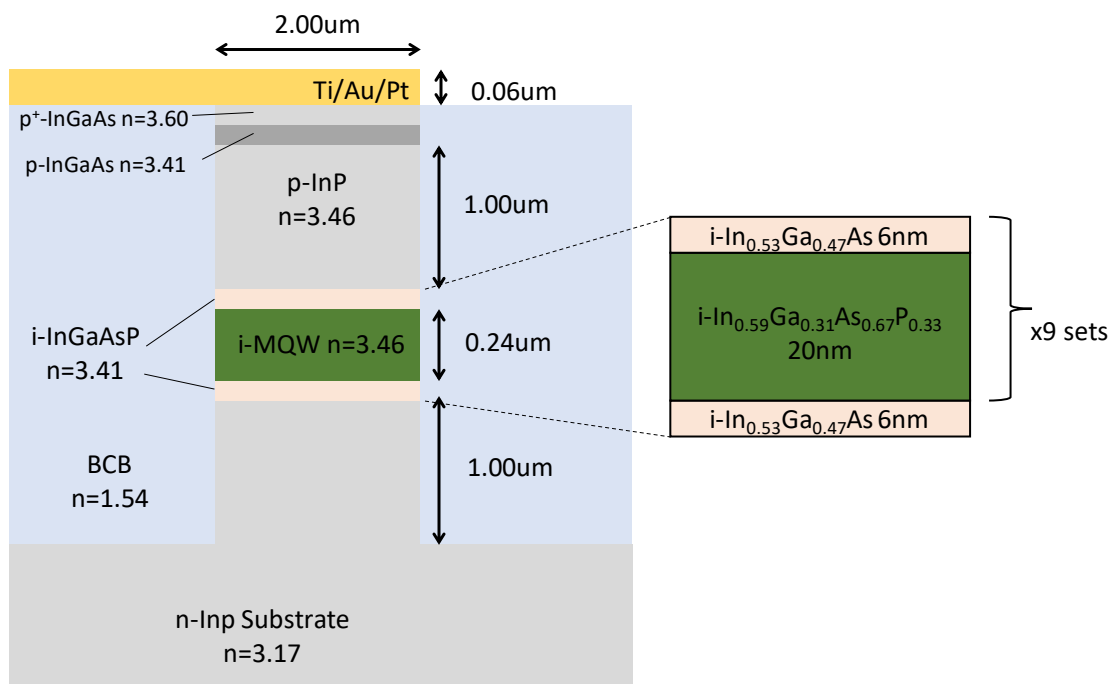 2.00um
Ti/Au/Pt
0.06um
p⁺-InGaAs n=3.60
p-InGaAs n=3.41
p-InP
n=3.46
1.00um
i-InGaAsP
n=3.41
i-MQW n=3.46
0.24um
BCB
n=1.54
1.00um
n-Inp Substrate
n=3.17
i-In₀.₅₃Ga₀.₄₇As 6nm
i-In₀.₅₉Ga₀.₃₁As₀.₆₇P₀.₃₃
20nm
x9 sets
i-In₀.₅₃Ga₀.₄₇As 6nm